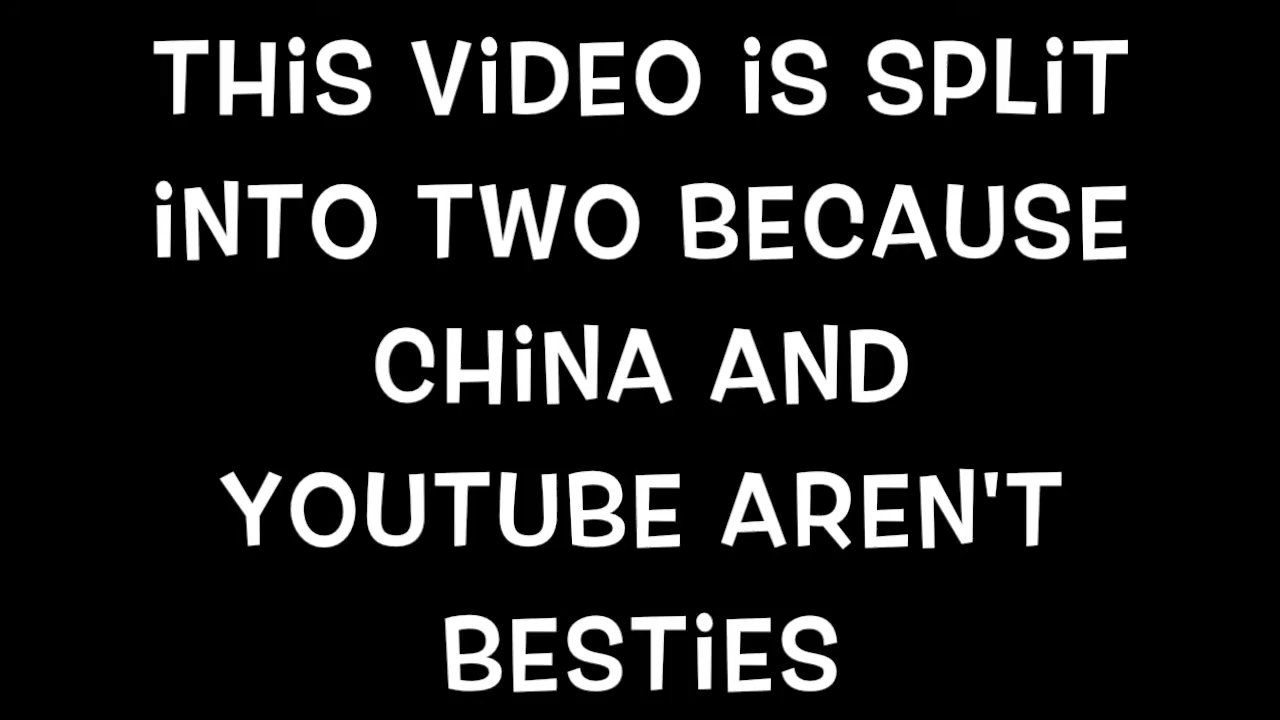 THiS ViDEO iS SPLiT
iNTO TWO BECAUSE
CHiNA AND
YOUTUBE AREN'T
BESTiES